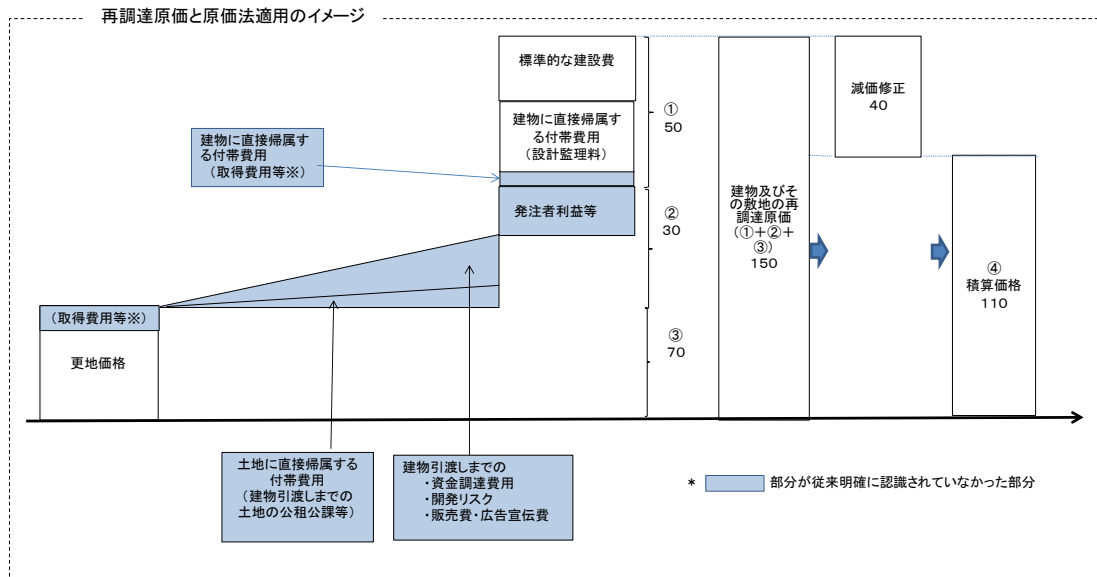 再調達原価と原価法適用のイメージ
標準的な建設費
建物に直接帰属す
る付帯費用
（設計監理料）
建物に直接帰属す
る付帯費用
（取得費用等※）
発注者利益等
①
50
②
30
③
70
（取得費用等※）
更地価格
建物及びそ
の敷地の再
調達原価
（①＋②＋
③）
150
減価修正
40
④
積算価格
110
土地に直接帰属する
付帯費用
（建物引渡しまでの
土地の公租公課等）
建物引渡しまでの
・資金調達費用
・開発リスク
・販売費・広告宣伝費
* 部分が従来明確に認識されていなかった部分